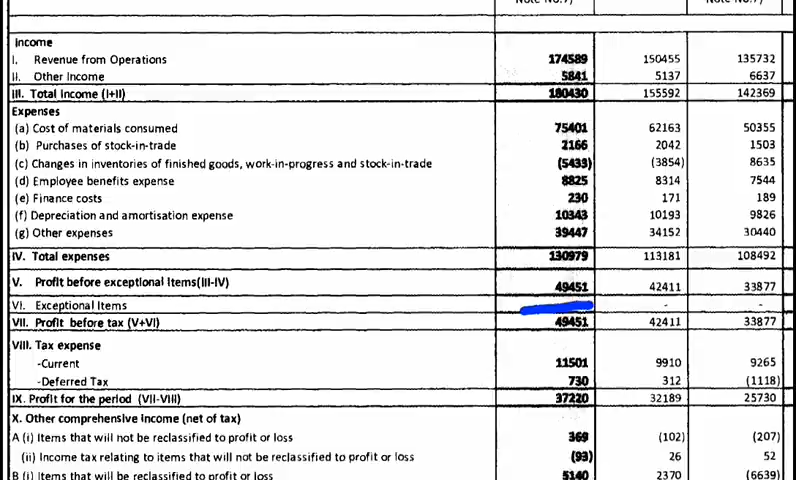 Note No.7) Note No.7)
Income
I. Revenue from Operations 174589 150455 135732
II. Other Income 5841 5137 6637
III. Total Income (I+II) 180430 155592 142369
Expenses
(a) Cost of materials consumed 75401 62163 50355
(b) Purchases of stock-in-trade 2166 2042 1503
(c) Changes in inventories of finished goods, work-in-progress and stock-in-trade (5433) (3854) 8635
(d) Employee benefits expense 8825 8314 7544
(e) Finance costs 230 171 189
(f) Depreciation and amortisation expense 10343 10193 9826
(g) Other expenses 39447 34152 30440
IV. Total expenses 130979 113181 108492
V. Profit before exceptional Items(III-IV) 49451 42411 33877
VI. Exceptional Items - -
VII. Profit before tax (V+VI) 49451 42411 33877
VIII. Tax expense
-Current 11501 9910 9265
-Deferred Tax 730 312 (1118)
IX. Profit for the period (VII-VIII) 37220 32189 25730
X. Other comprehensive Income (net of tax)
A (i) Items that will not be reclassified to profit or loss 369 (102) (207)
(ii) Income tax relating to items that will not be reclassified to profit or loss (93) 26 52
B (i) Items that will be reclassified to profit or loss 5140 2370 (6639)